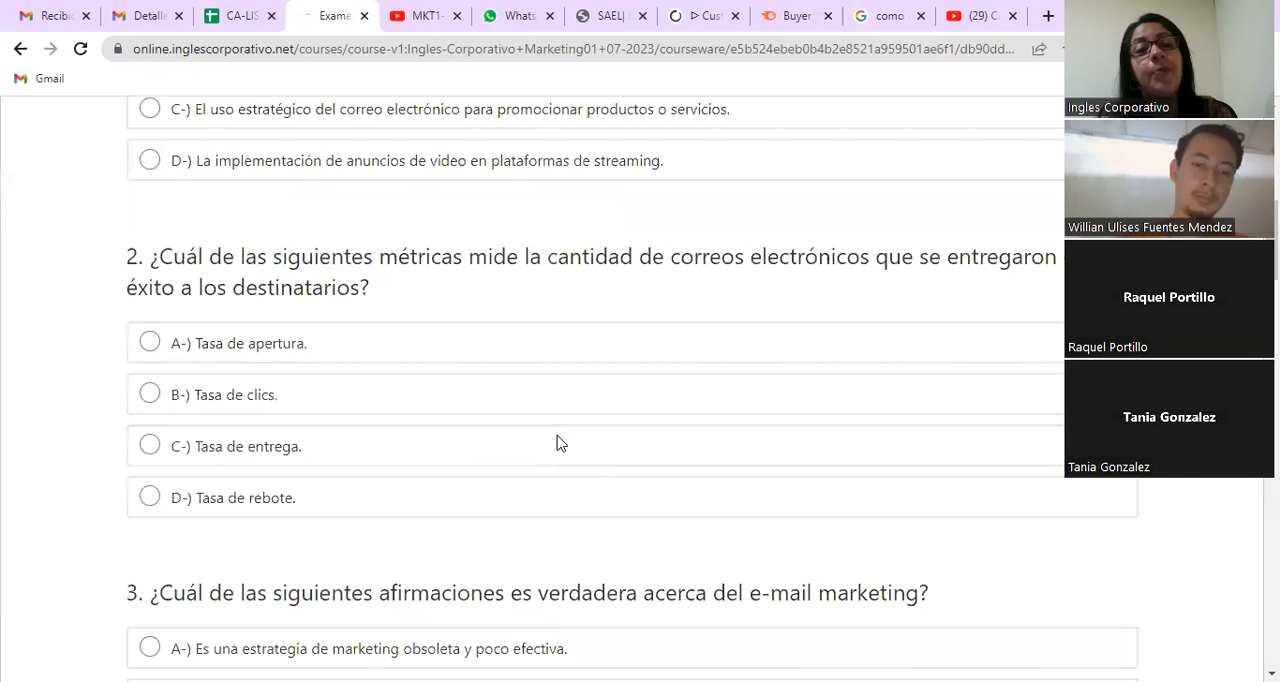 Recibi
Detal
CA-LI
Exame
MKT1-
Whats
SAEL|
Cur
Buyer
como
(29) C
online.inglescorporativo.net/courses/course-v1:Ingles-Corporativo+Marketing01+07-2023/courseware/e5b524ebeb0b4b2e8521a959501ae6f1/db90dd...
Gmail
C-) El uso estratégico del correo electrónico para promocionar productos o servicios.
D-) La implementación de anuncios de video en plataformas de streaming.
2. ¿Cuál de las siguientes métricas mide la cantidad de correos electrónicos que se entregaron
éxito a los destinatarios?
A-) Tasa de apertura.
B-) Tasa de clics.
C-) Tasa de entrega.
D-) Tasa de rebote.
3. ¿Cuál de las siguientes afirmaciones es verdadera acerca del e-mail marketing?
A-) Es una estrategia de marketing obsoleta y poco efectiva.
Ingles Corporativo
Willian Ulises Fuentes Mendez
Raquel Portillo
Raquel Portillo
Tania Gonzalez
Tania Gonzalez